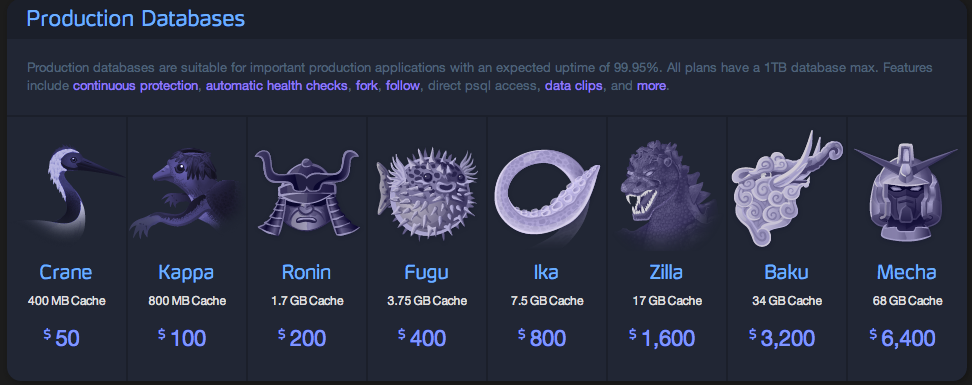 Production Databases
Production databases are suitable for important production applications with an expected uptime of 99.95%. All plans have a 1TB database max. Features
include continuous protection, automatic health checks, fork, follow, direct psql access, data clips, and more.
Crane
400 MB Cache
$ 50
Kappa
800 MB Cache
$ 100
Ronin
1.7 GB Cache
$ 200
Fugu
3.75 GB Cache
$ 400
Ika
7.5 GB Cache
$ 800
Zilla
17 GB Cache
$ 1,600
Baku
34 GB Cache
$ 3,200
Mecha
68 GB Cache
$ 6,400